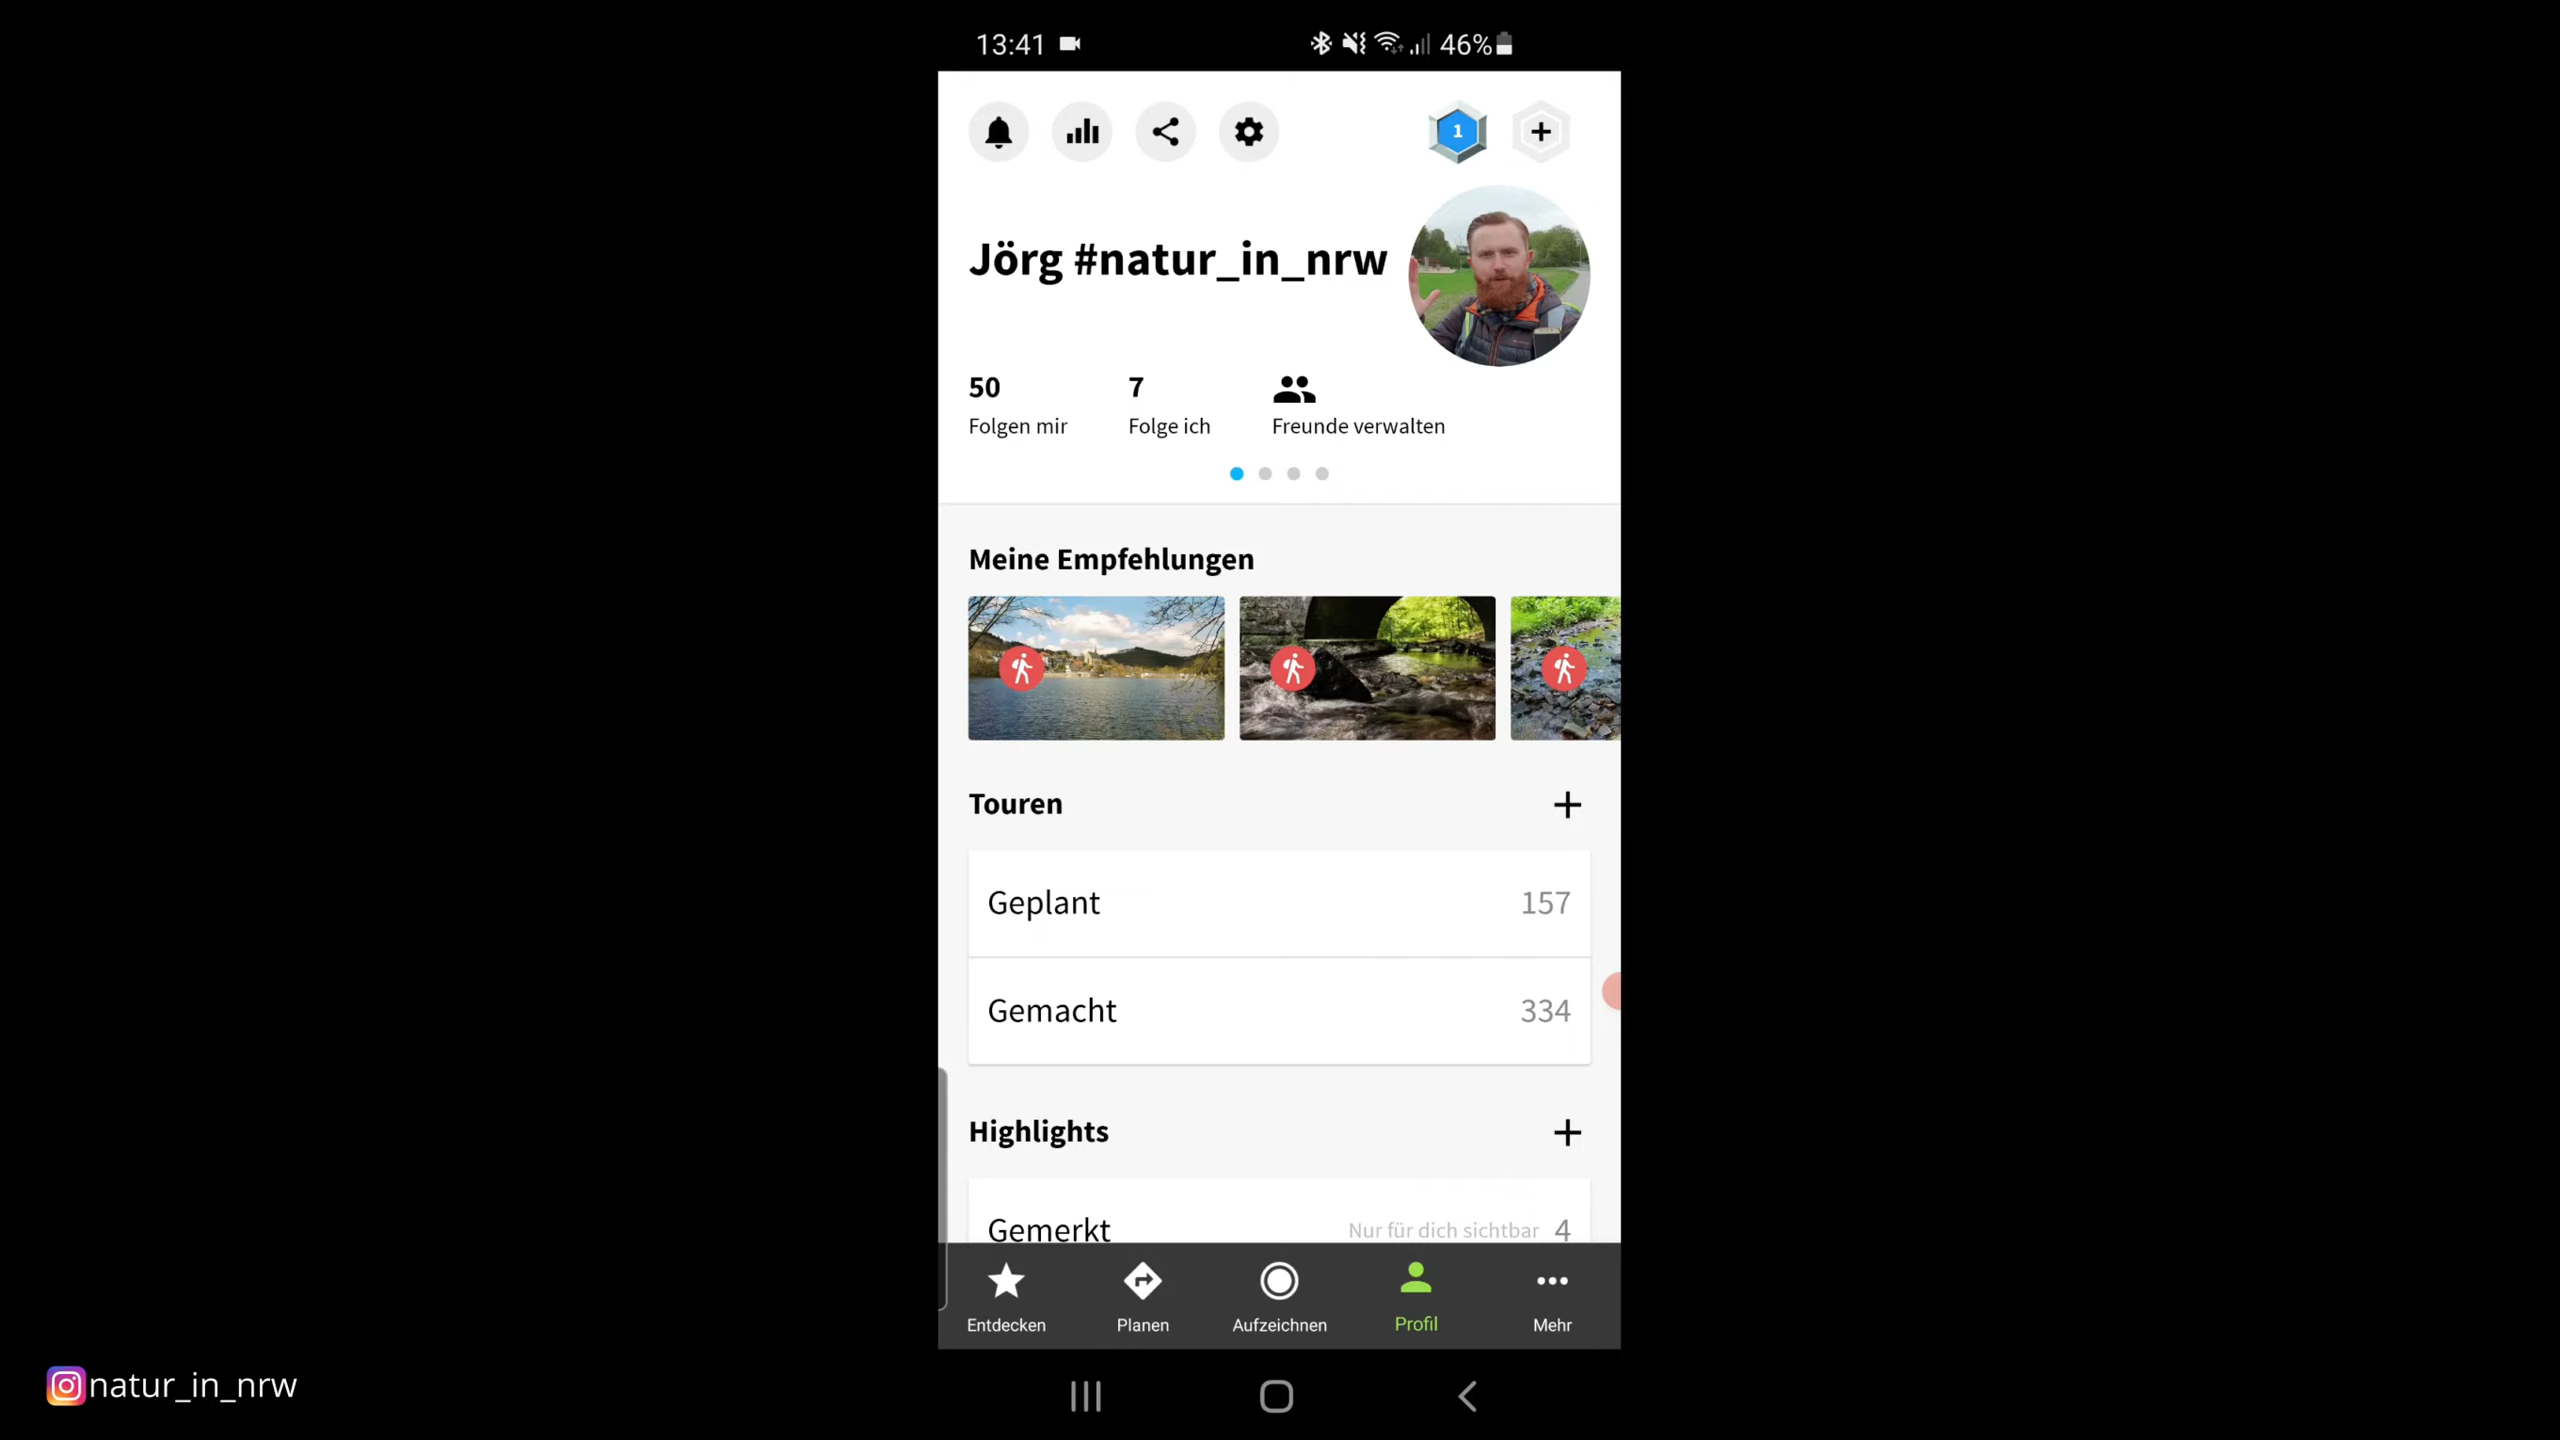 13:41
46%
1
Jörg #natur_in_nrw
50
7
Folgen mir
Folge ich
Freunde verwalten
Meine Empfehlungen
Touren
Geplant
157
Gemacht
334
Highlights
Gemerkt
Nur für dich sichtbar
4
Entdecken
Planen
Aufzeichnen
Profil
Mehr
natur_in_nrw